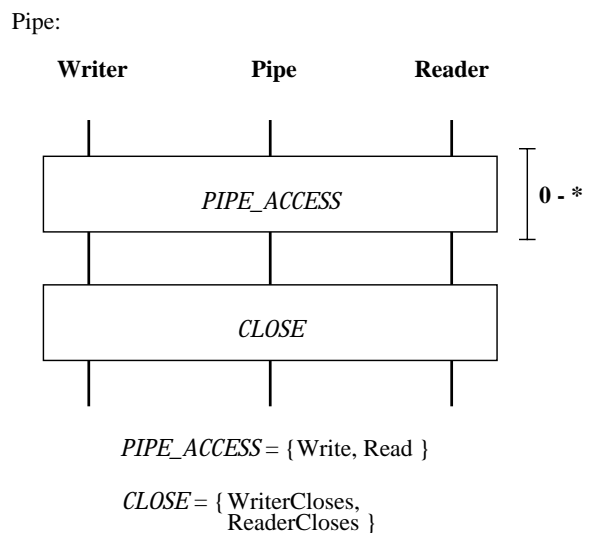 Pipe:
Writer Pipe Reader
PIPE_ACCESS 0 - *
CLOSE
PIPE_ACCESS = {Write, Read }
CLOSE = { WriterCloses,
ReaderCloses }